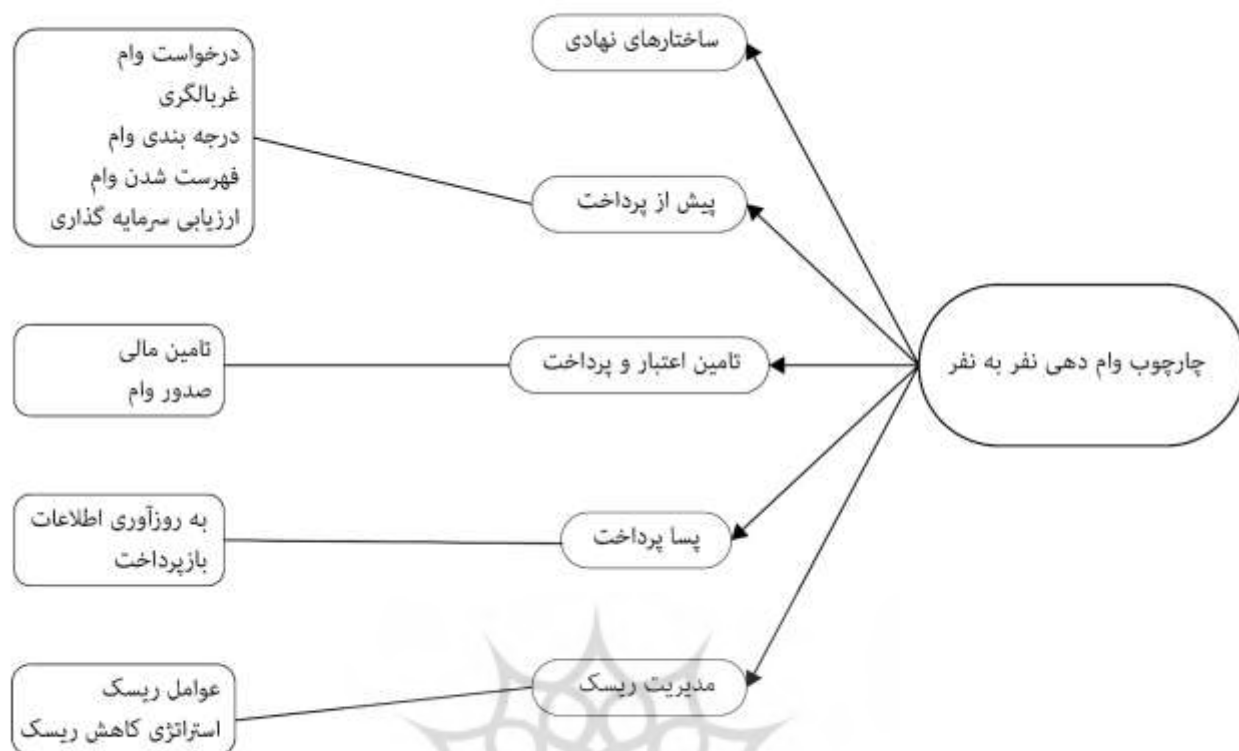 چارچوب وام دهی نفر به نفر
ساختارهای نهادی
پیش از پرداخت
درخواست وام
غربالگری
درجه بندی وام
فهرست شدن وام
ارزیابی سرمایه گذاری
تامین اعتبار و پرداخت
تامین مالی
صدور وام
پسا پرداخت
به روزآوری اطلاعات
بازپرداخت
مدیریت ریسک
عوامل ریسک
استراتژی کاهش ریسک